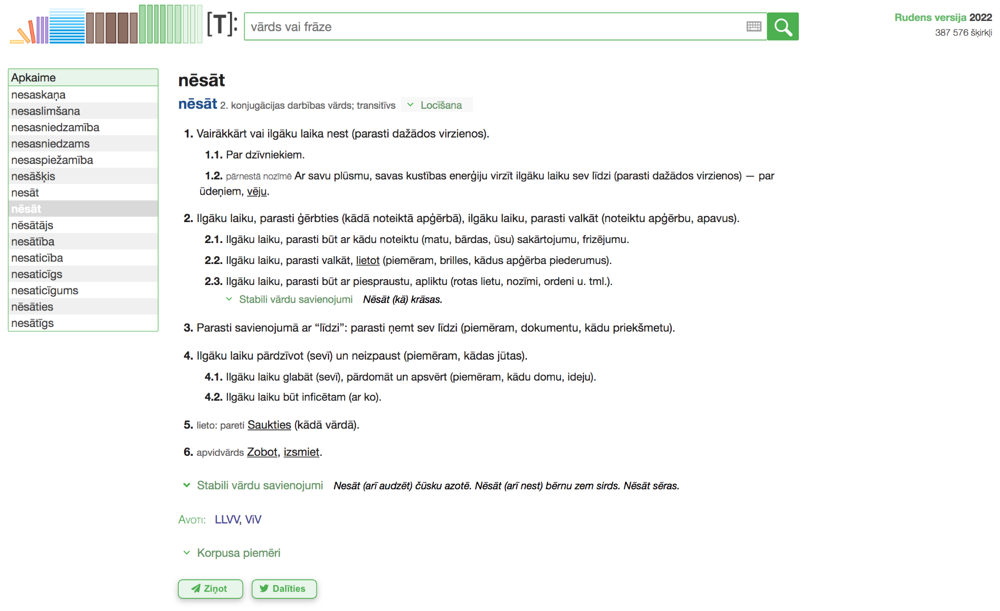 [T]:
vārds vai frāze
Rudens versija 2022
387 576 šķirkļi
Apkaime
nesaskaņa
nesaslimšana
nesasniedzamība
nesasniedzams
nesaspiežamība
nesāšķis
nesāt
nēsāt
nēsātājs
nesātība
nesaticība
nesaticīgs
nesaticīgums
nēsāties
nesātīgs
nēsāt
nēsāt 2. konjugācijas darbības vārds; transitīvs Locīšana
1. Vairākkārt vai ilgāku laika nest (parasti dažādos virzienos).
1.1. Par dzīvniekiem.
1.2. pārnestā nozīmē Ar savu plūsmu, savas kustības enerģiju virzīt ilgāku laiku sev līdzi (parasti dažādos virzienos) — par
ūdeņiem, vēju.
2. Ilgāku laiku, parasti ģērbties (kādā noteiktā apģērbā), ilgāku laiku, parasti valkāt (noteiktu apģērbu, apavus).
2.1. Ilgāku laiku, parasti būt ar kādu noteiktu (matu, bārdas, ūsu) sakārtojumu, frizējumu.
2.2. Ilgāku laiku, parasti valkāt, lietot (piemēram, brilles, kādus apģērba piederumus).
2.3. Ilgāku laiku, parasti būt ar piespraustu, apliktu (rotas lietu, nozīmi, ordeni u. tml.).
Stabili vārdu savienojumi Nēsāt (kā) krāsas.
3. Parasti savienojumā ar “līdzi”: parasti ņemt sev līdzi (piemēram, dokumentu, kādu priekšmetu).
4. Ilgāku laiku pārdzīvot (sevī) un neizpaust (piemēram, kādas jūtas).
4.1. Ilgāku laiku glabāt (sevī), pārdomāt un apsvērt (piemēram, kādu domu, ideju).
4.2. Ilgāku laiku būt inficētam (ar ko).
5. lieto: pareti Saukties (kādā vārdā).
6. apvidvārds Zobot, izsmiet.
Stabili vārdu savienojumi Nesāt (arī audzēt) čūsku azotē. Nēsāt (arī nest) bērnu zem sirds. Nēsāt sēras.
Avoti: LLVV, ViV
Korpusa piemēri
Ziņot
Dalīties